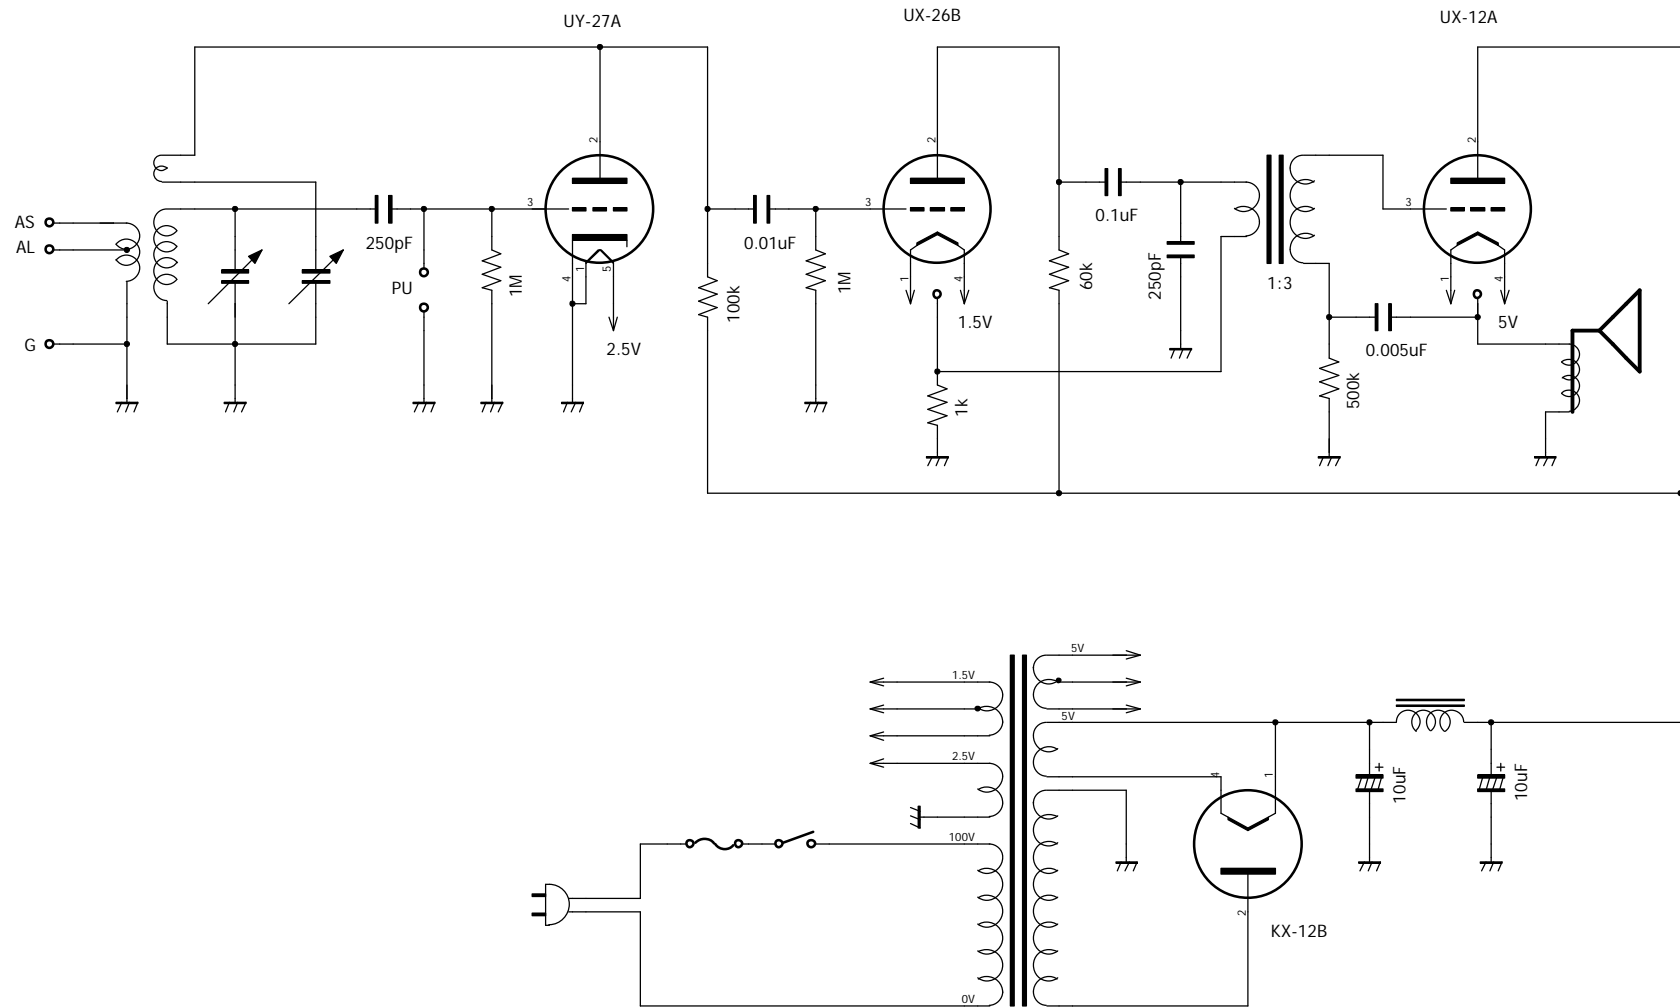 UY-27A
UX-26B
UX-12A
2
2
2
AS
AL
G
250pF
PU
3
1M
4
1
5
2.5V
100k
0.01uF
1M
3
1
4
1.5V
1k
60k
0.1uF
250pF
1:3
3
1
4
5V
0.005uF
500k
1.5V
2.5V
100V
0V
5V
5V
4
1
2
KX-12B
+
10uF
+
10uF